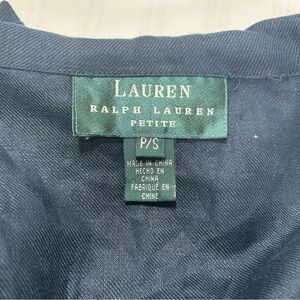 LAUREN
RALPH LAUREN
PETITE
P/S
MADE IN CHINA
HECHO EN
CHINA
FABRIQUÉ EN
CHINE